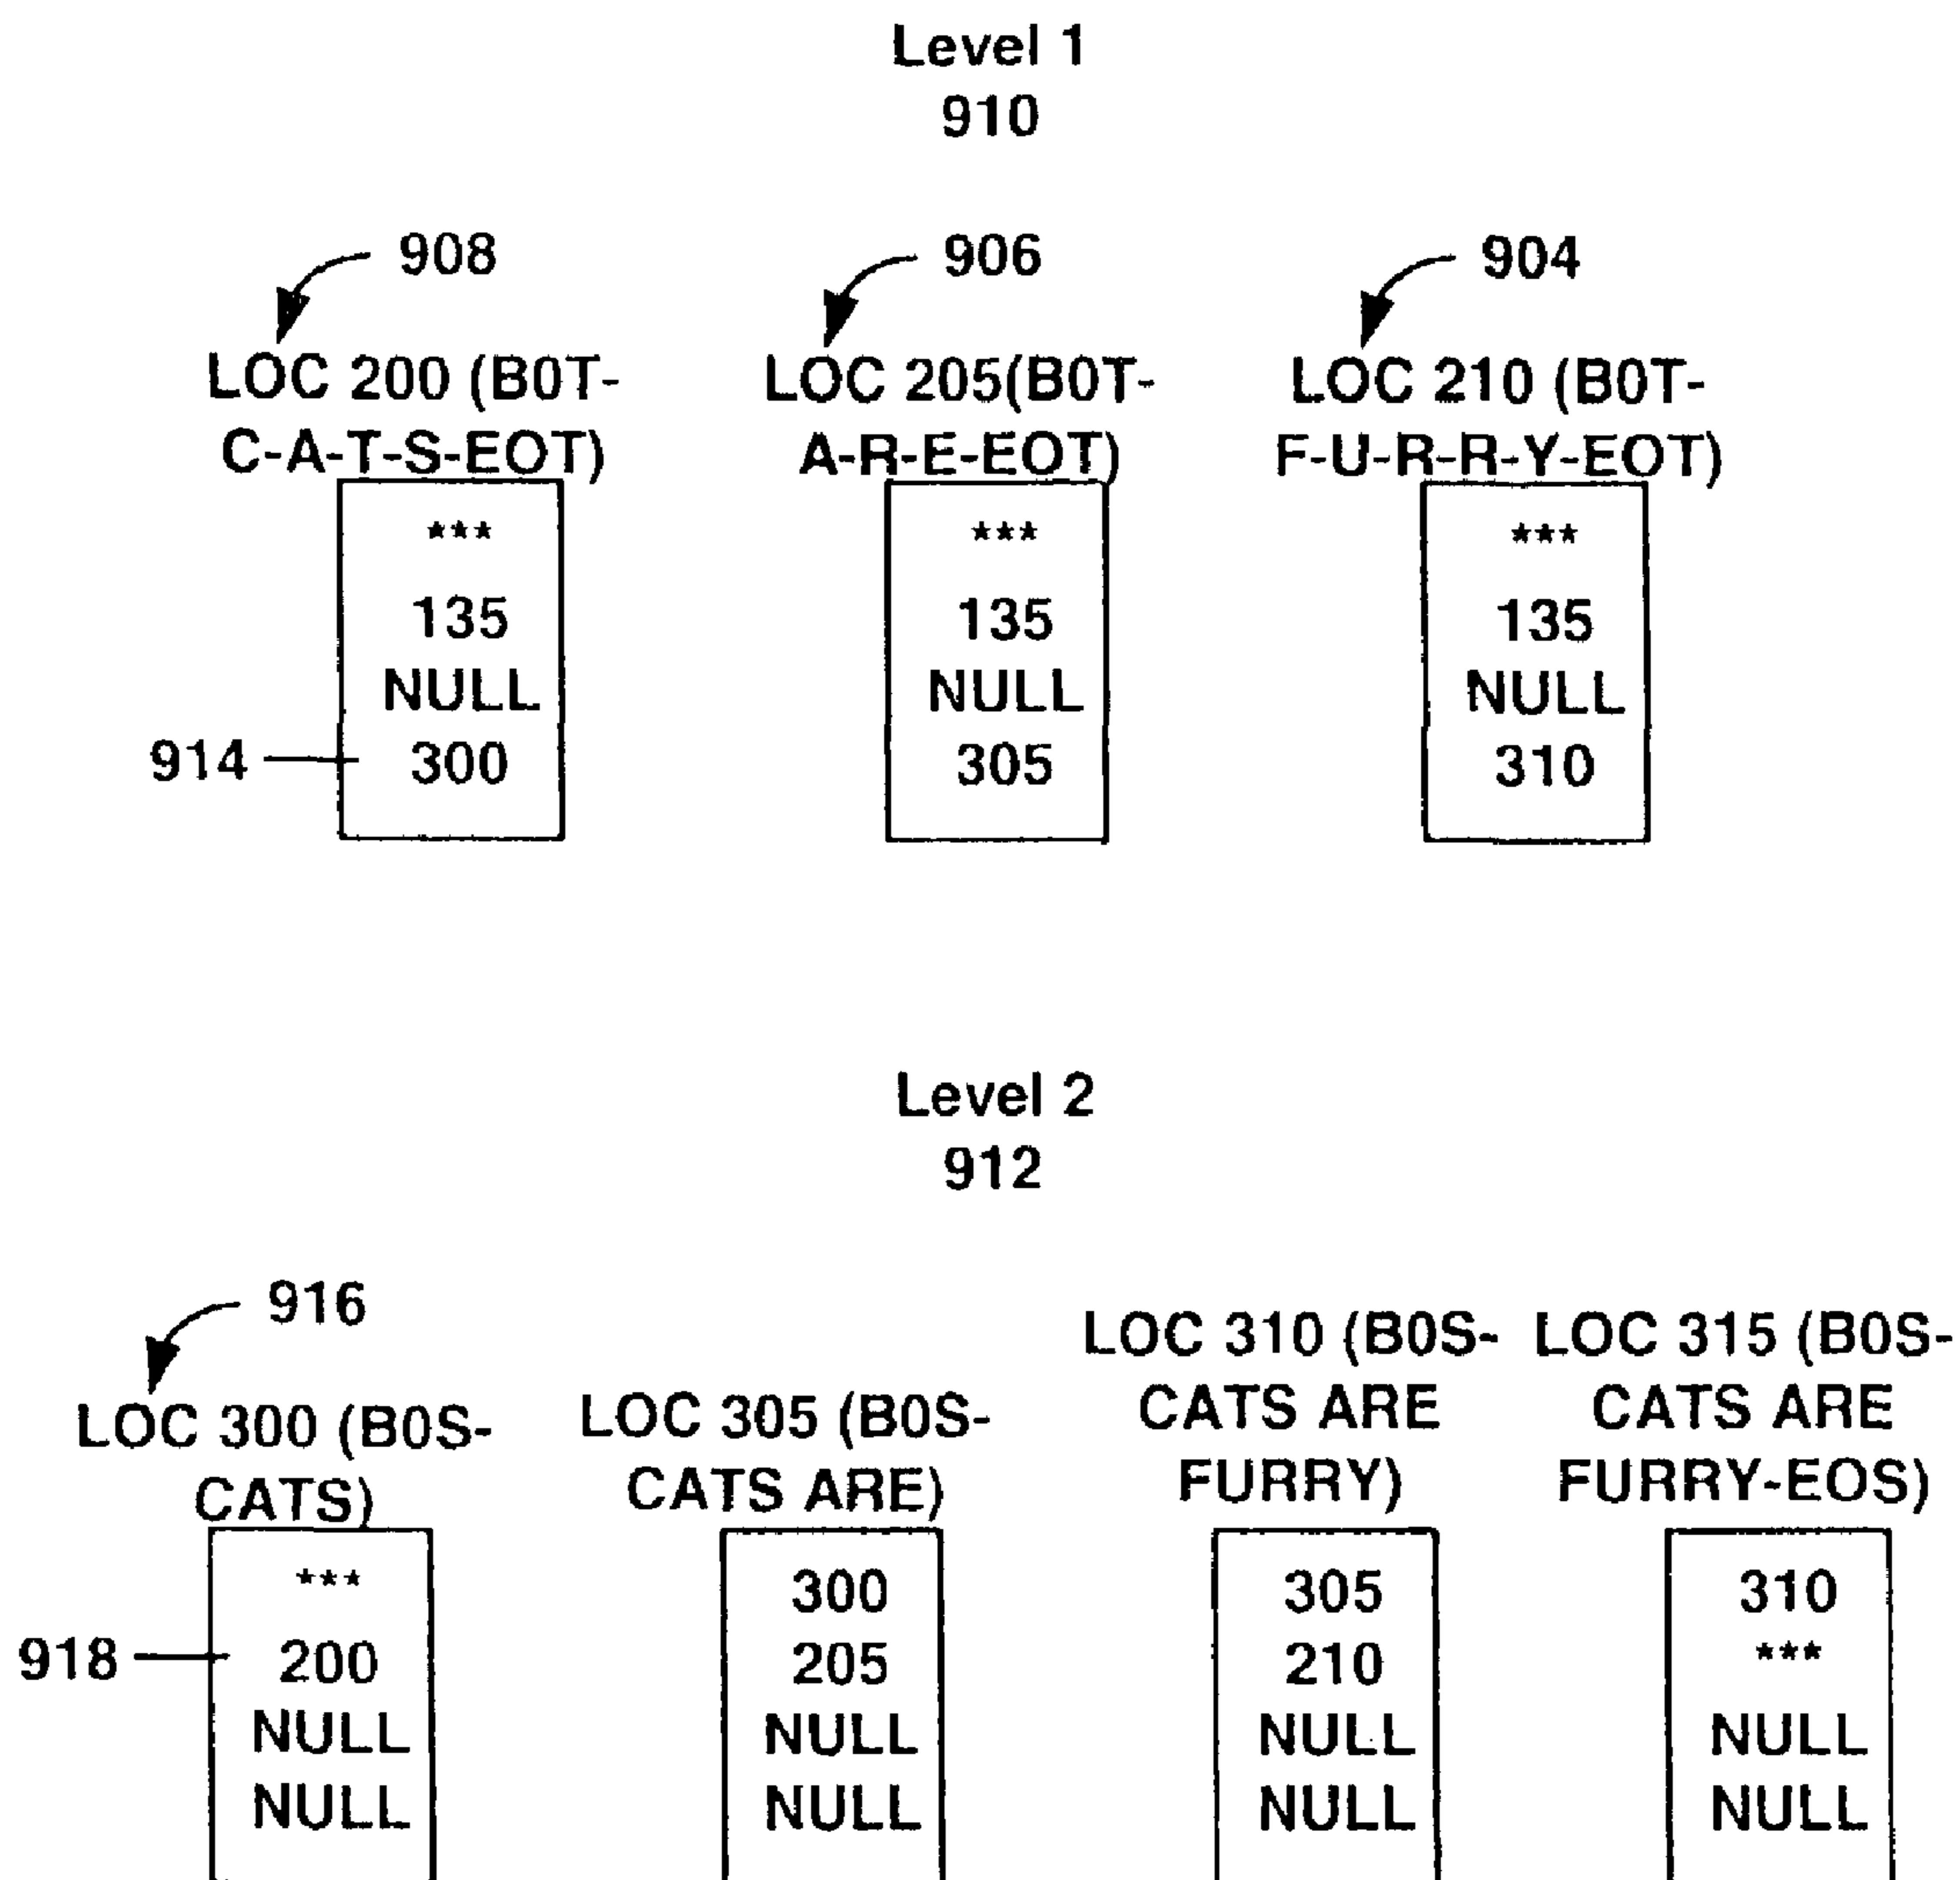 Level 1
910
908
906
904
LOC 200 (B0T-
C-A-T-S-EOT)
LOC 205(B0T-
A-R-E-EOT)
LOC 210 (B0T-
F-U-R-R-Y-EOT)
***
135
NULL
914
300
***
135
NULL
305
***
135
NULL
310
Level 2
912
916
LOC 300 (B0S-
CATS)
LOC 305 (B0S-
CATS ARE)
LOC 310 (B0S-
CATS ARE
FURRY)
LOC 315 (B0S-
CATS ARE
FURRY-EOS)
***
918
200
NULL
NULL
300
205
NULL
NULL
305
210
NULL
NULL
310
***
NULL
NULL